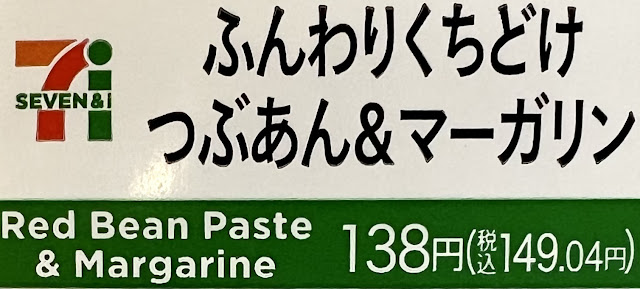 ふんわりくちどけ
SEVEN&i
つぶあん&マーガリン
Red Bean Paste
& Margarine
138円(税込149.04円)